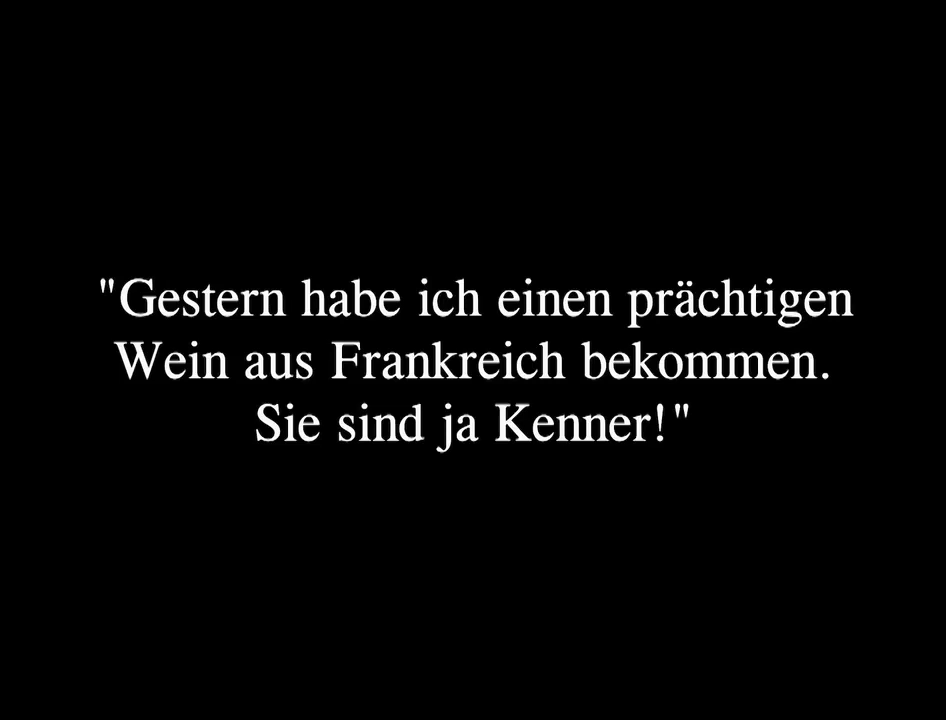 "Gestern habe ich einen prächtigen
Wein aus Frankreich bekommen.
Sie sind ja Kenner!"